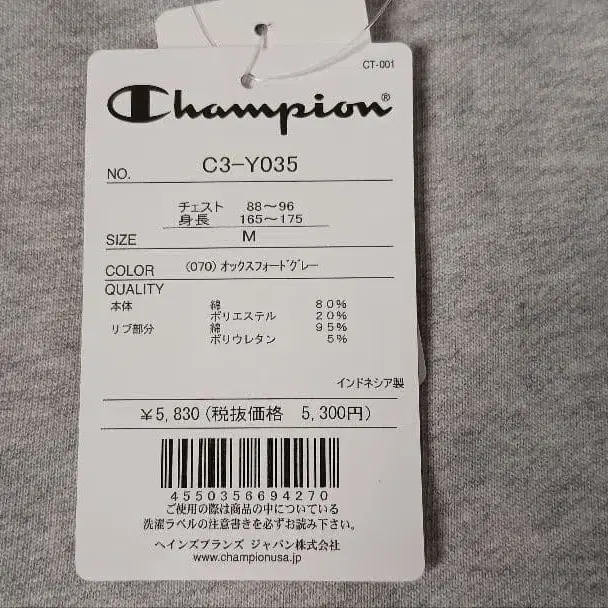 CT-001
Champion®
NO. C3-Y035
チェスト 88～96
身長 165～175
SIZE M
COLOR (070)オックスフォードグレー
QUALITY
本体 綿 80%
ポリエステル 20%
リブ部分 綿 95%
ポリウレタン 5%
インドネシア製
¥5,830(税抜価格 5,300円)
4550356694270
ご使用の際は商品の中についている
洗濯ラベルの注意書きを必ずお読み下さい。
ヘインズブランズ ジャパン株式会社
www.championusa.jp